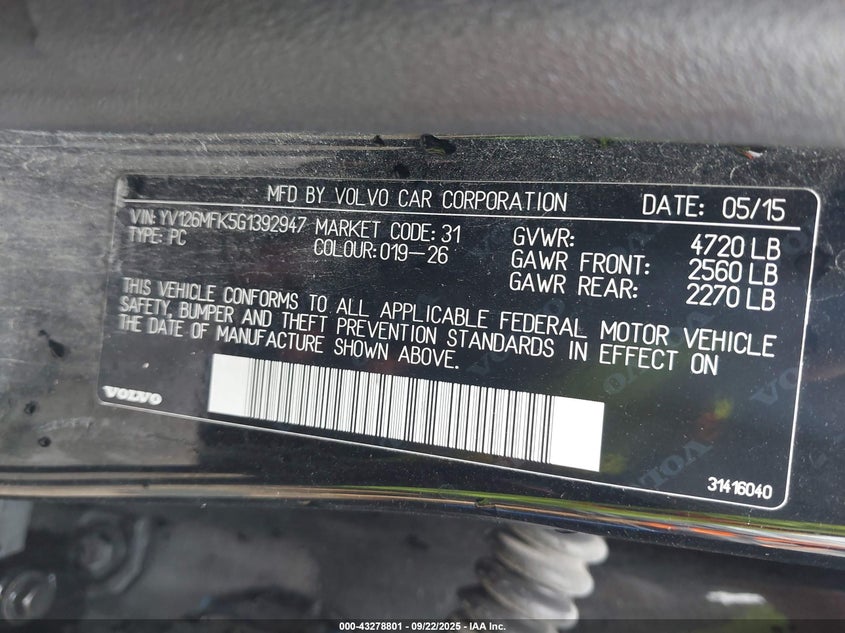 MFD BY VOLVO CAR CORPORATION DATE: 05/15
VIN: YV126MFK5G1392947 MARKET CODE: 31 GVWR: 4720 LB
TYPE: PC COLOUR: 019-26 GAWR FRONT: 2560 LB
GAWR REAR: 2270 LB
THIS VEHICLE CONFORMS TO ALL APPLICABLE FEDERAL MOTOR VEHICLE
SAFETY, BUMPER AND THEFT PREVENTION STANDARDS IN EFFECT ON
THE DATE OF MANUFACTURE SHOWN ABOVE.
VOLVO
31416040
000-43278801 - 09/22/2025 - IAA Inc.